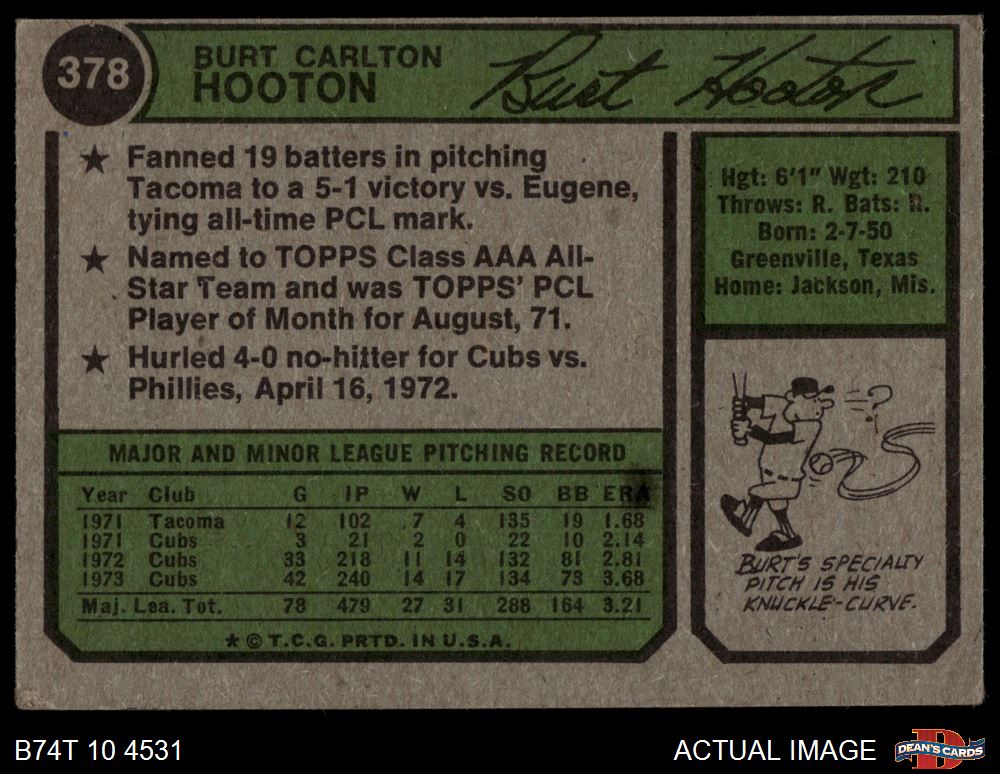 378
BURT CARLTON
HOOTON
Burt Hooton
★ Fanned 19 batters in pitching
Tacoma to a 5-1 victory vs. Eugene,
tying all-time PCL mark.
★ Named to TOPPS Class AAA All-
Star Team and was TOPPS' PCL
Player of Month for August, 71.
★ Hurled 4-0 no-hitter for Cubs vs.
Phillies, April 16, 1972.
Hgt: 6'1" Wgt: 210
Throws: R. Bats: R.
Born: 2-7-50
Greenville, Texas
Home: Jackson, Mis.
MAJOR AND MINOR LEAGUE PITCHING RECORD
Year Club G IP W L SO BB ERA
1971 Tacoma 12 102 7 4 135 19 1.68
1971 Cubs 3 21 2 0 22 10 2.14
1972 Cubs 33 218 11 14 132 81 2.81
1973 Cubs 42 240 14 17 134 73 3.68
Maj. Lea. Tot. 78 479 27 31 288 164 3.21
★ © T.C.G. PRTD. IN U.S.A.
?
BURT'S SPECIALTY
PITCH IS HIS
KNUCKLE-CURVE.
B74T 10 4531
ACTUAL IMAGE
D
DEAN'S CARDS